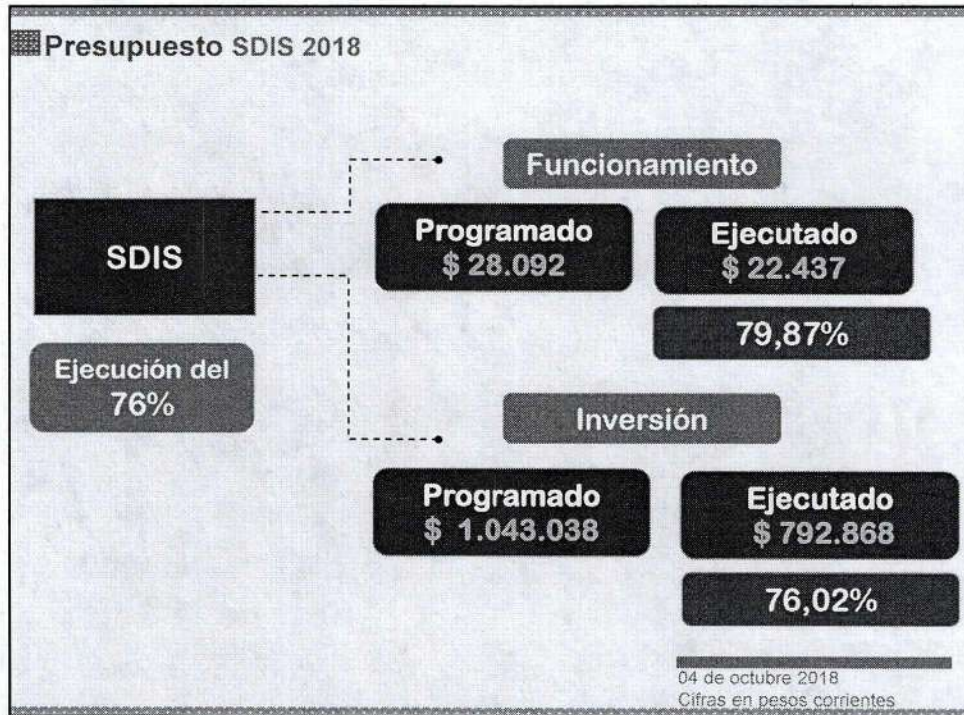 Presupuesto SDIS 2018
SDIS
Ejecución del
76%
Funcionamiento
Programado
$ 28.092
Ejecutado
$ 22.437
79,87%
Inversión
Programado
$ 1.043.038
Ejecutado
$ 792.868
76,02%
04 de octubre 2018
Cifras en pesos corrientes